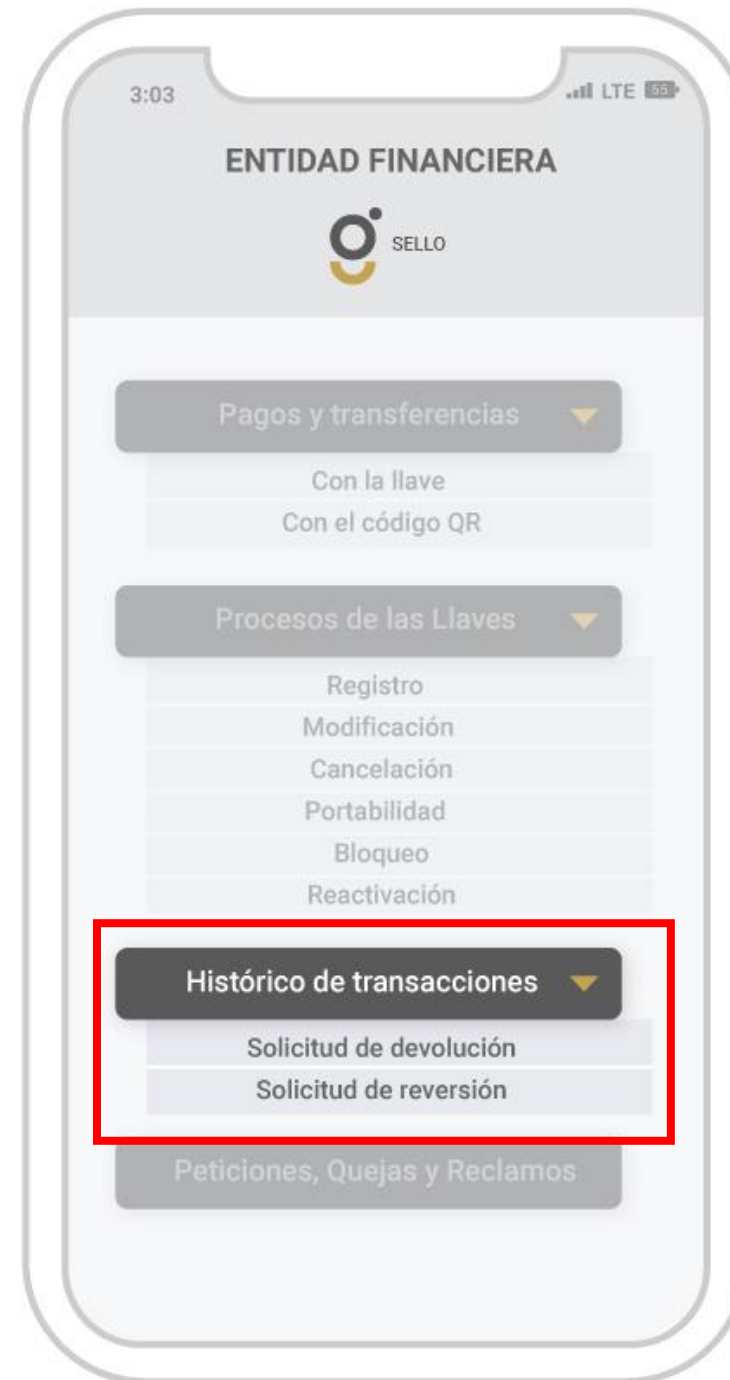 3:03
LTE 55
ENTIDAD FINANCIERA
SELLO
Pagos y transferencias
Con la llave
Con el código QR
Procesos de las Llaves
Registro
Modificación
Cancelación
Portabilidad
Bloqueo
Reactivación
Histórico de transacciones
Solicitud de devolución
Solicitud de reversión
Peticiones, Quejas y Reclamos